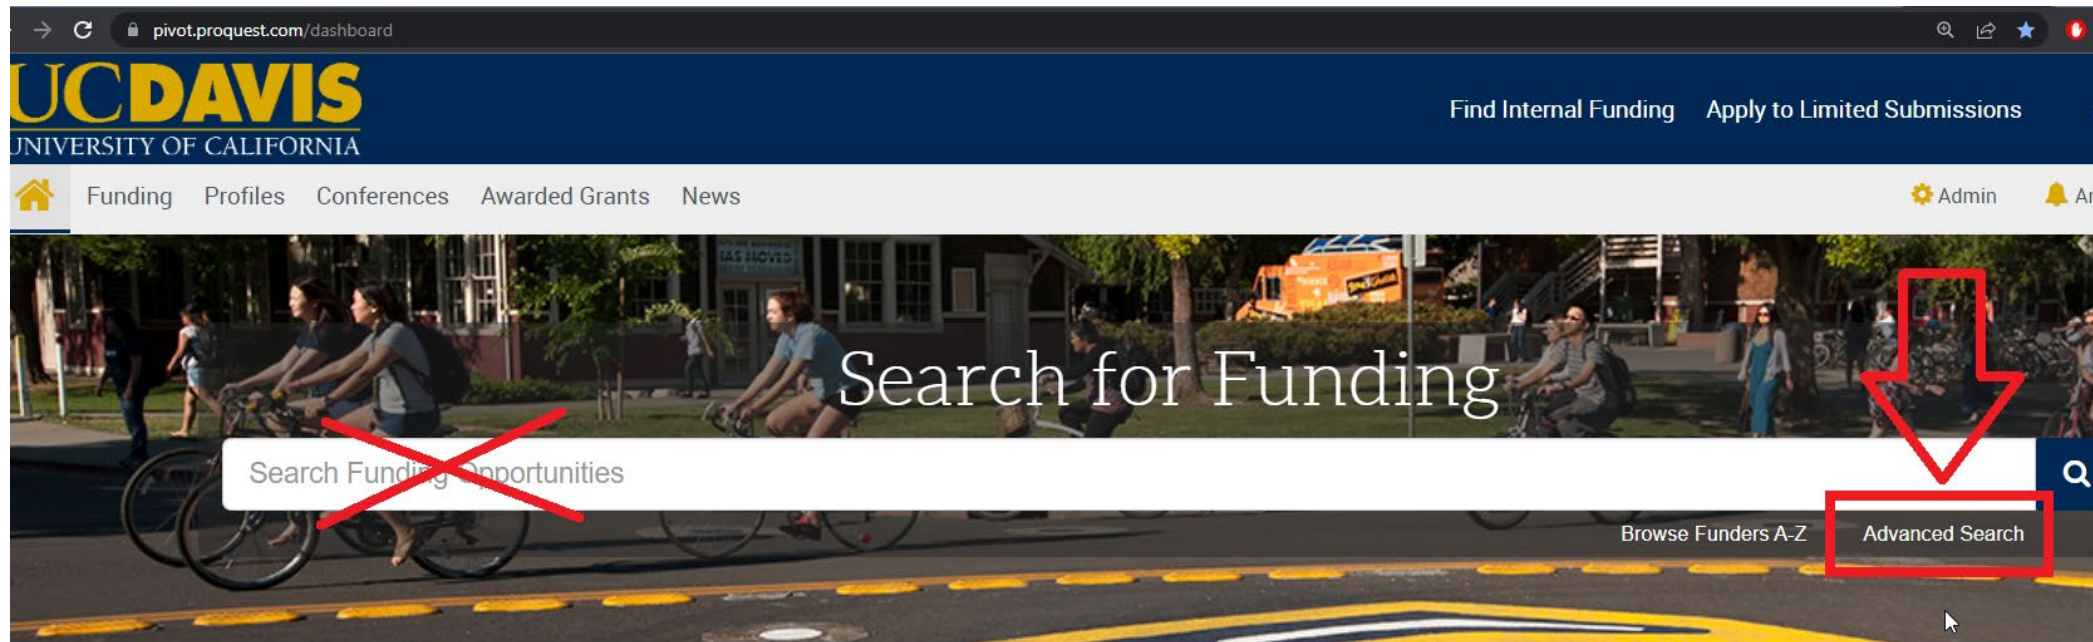 pivot.proquest.com/dashboard
UCDAVIS
UNIVERSITY OF CALIFORNIA
Find Internal Funding Apply to Limited Submissions
Funding Profiles Conferences Awarded Grants News Admin
Search for Funding
Search Funding Opportunities
Browse Funders A-Z Advanced Search